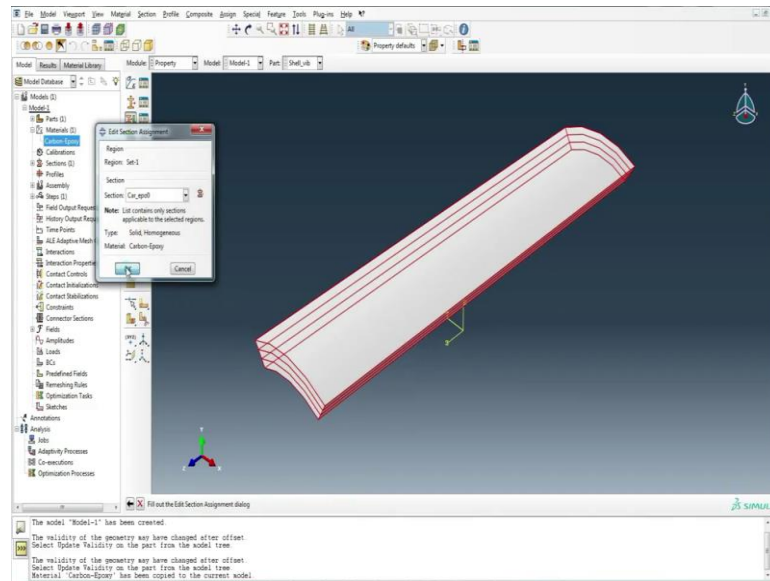 File Model Viewport View Material Section Profile Composite Assign Special Feature Tools Plug-ins Help
All
Property defaults
Model Results Material Library
Module: Property Model: Model-1 Part: Shell_vib
Model Database
Models (1)
Model-1
Parts (1)
Materials (1)
Carbon-Epoxy
Calibrations
Sections (1)
Profiles
Assembly
Steps (1)
Field Output Request
History Output Requ
Time Points
ALE Adaptive Mesh
Interactions
Interaction Propertie
Contact Controls
Contact Initializations
Contact Stabilizations
Constraints
Connector Sections
Fields
Amplitudes
Loads
BCs
Predefined Fields
Remeshing Rules
Optimization Tasks
Sketches
Annotations
Analysis
Jobs
Adaptivity Processes
Co-executions
Optimization Processes
Edit Section Assignment
Region
Region: Set-1
Section
Section:
Note: List contains only sections
applicable to the selected regions.
Type: Solid, Homogeneous
Material: Carbon-Epoxy
Cancel
3
Y
Z X
Fill out the Edit Section Assignment dialog
SIMUL
The model "Model-1" has been created
The validity of the geometry may have changed after offset
Select Update Validity on the part from the model tree
The validity of the geometry may have changed after offset
Select Update Validity on the part from the model tree
Material 'Carbon-Epoxy' has been copied to the current model